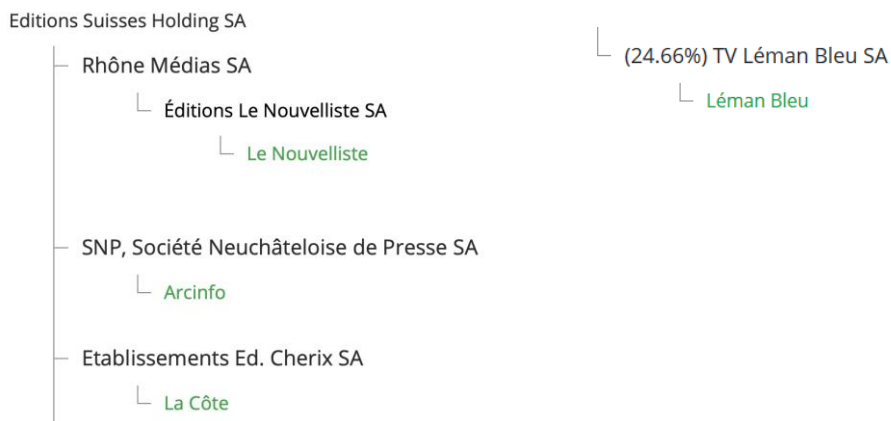 Editions Suisses Holding SA
Rhône Médias SA
Éditions Le Nouvelliste SA
Le Nouvelliste
SNP, Société Neuchâteloise de Presse SA
Arcinfo
Etablissements Ed. Cherix SA
La Côte
(24.66%) TV Léman Bleu SA
Léman Bleu